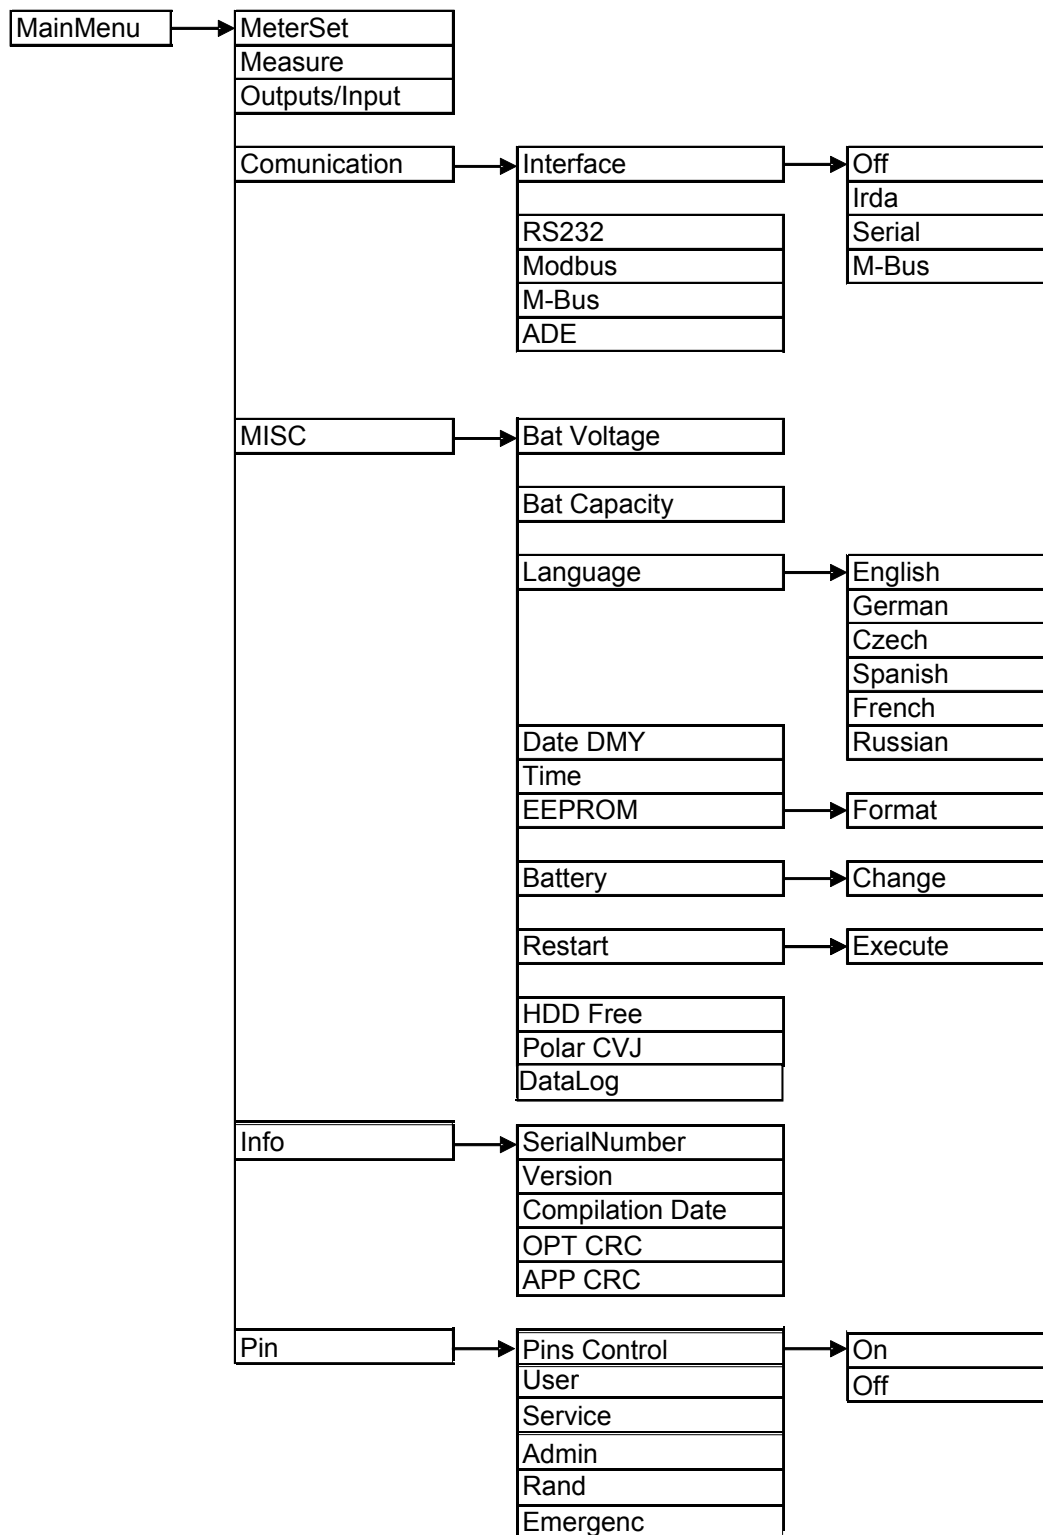 MainMenu
MeterSet
Measure
Outputs/Input
Comunication
Interface
Off
Irda
RS232
Serial
Modbus
M-Bus
M-Bus
ADE
MISC
Bat Voltage
Bat Capacity
Language
English
German
Czech
Spanish
French
Date DMY
Russian
Time
EEPROM
Format
Battery
Change
Restart
Execute
HDD Free
Polar CVJ
DataLog
Info
SerialNumber
Version
Compilation Date
OPT CRC
APP CRC
Pin
Pins Control
On
User
Off
Service
Admin
Rand
Emergenc